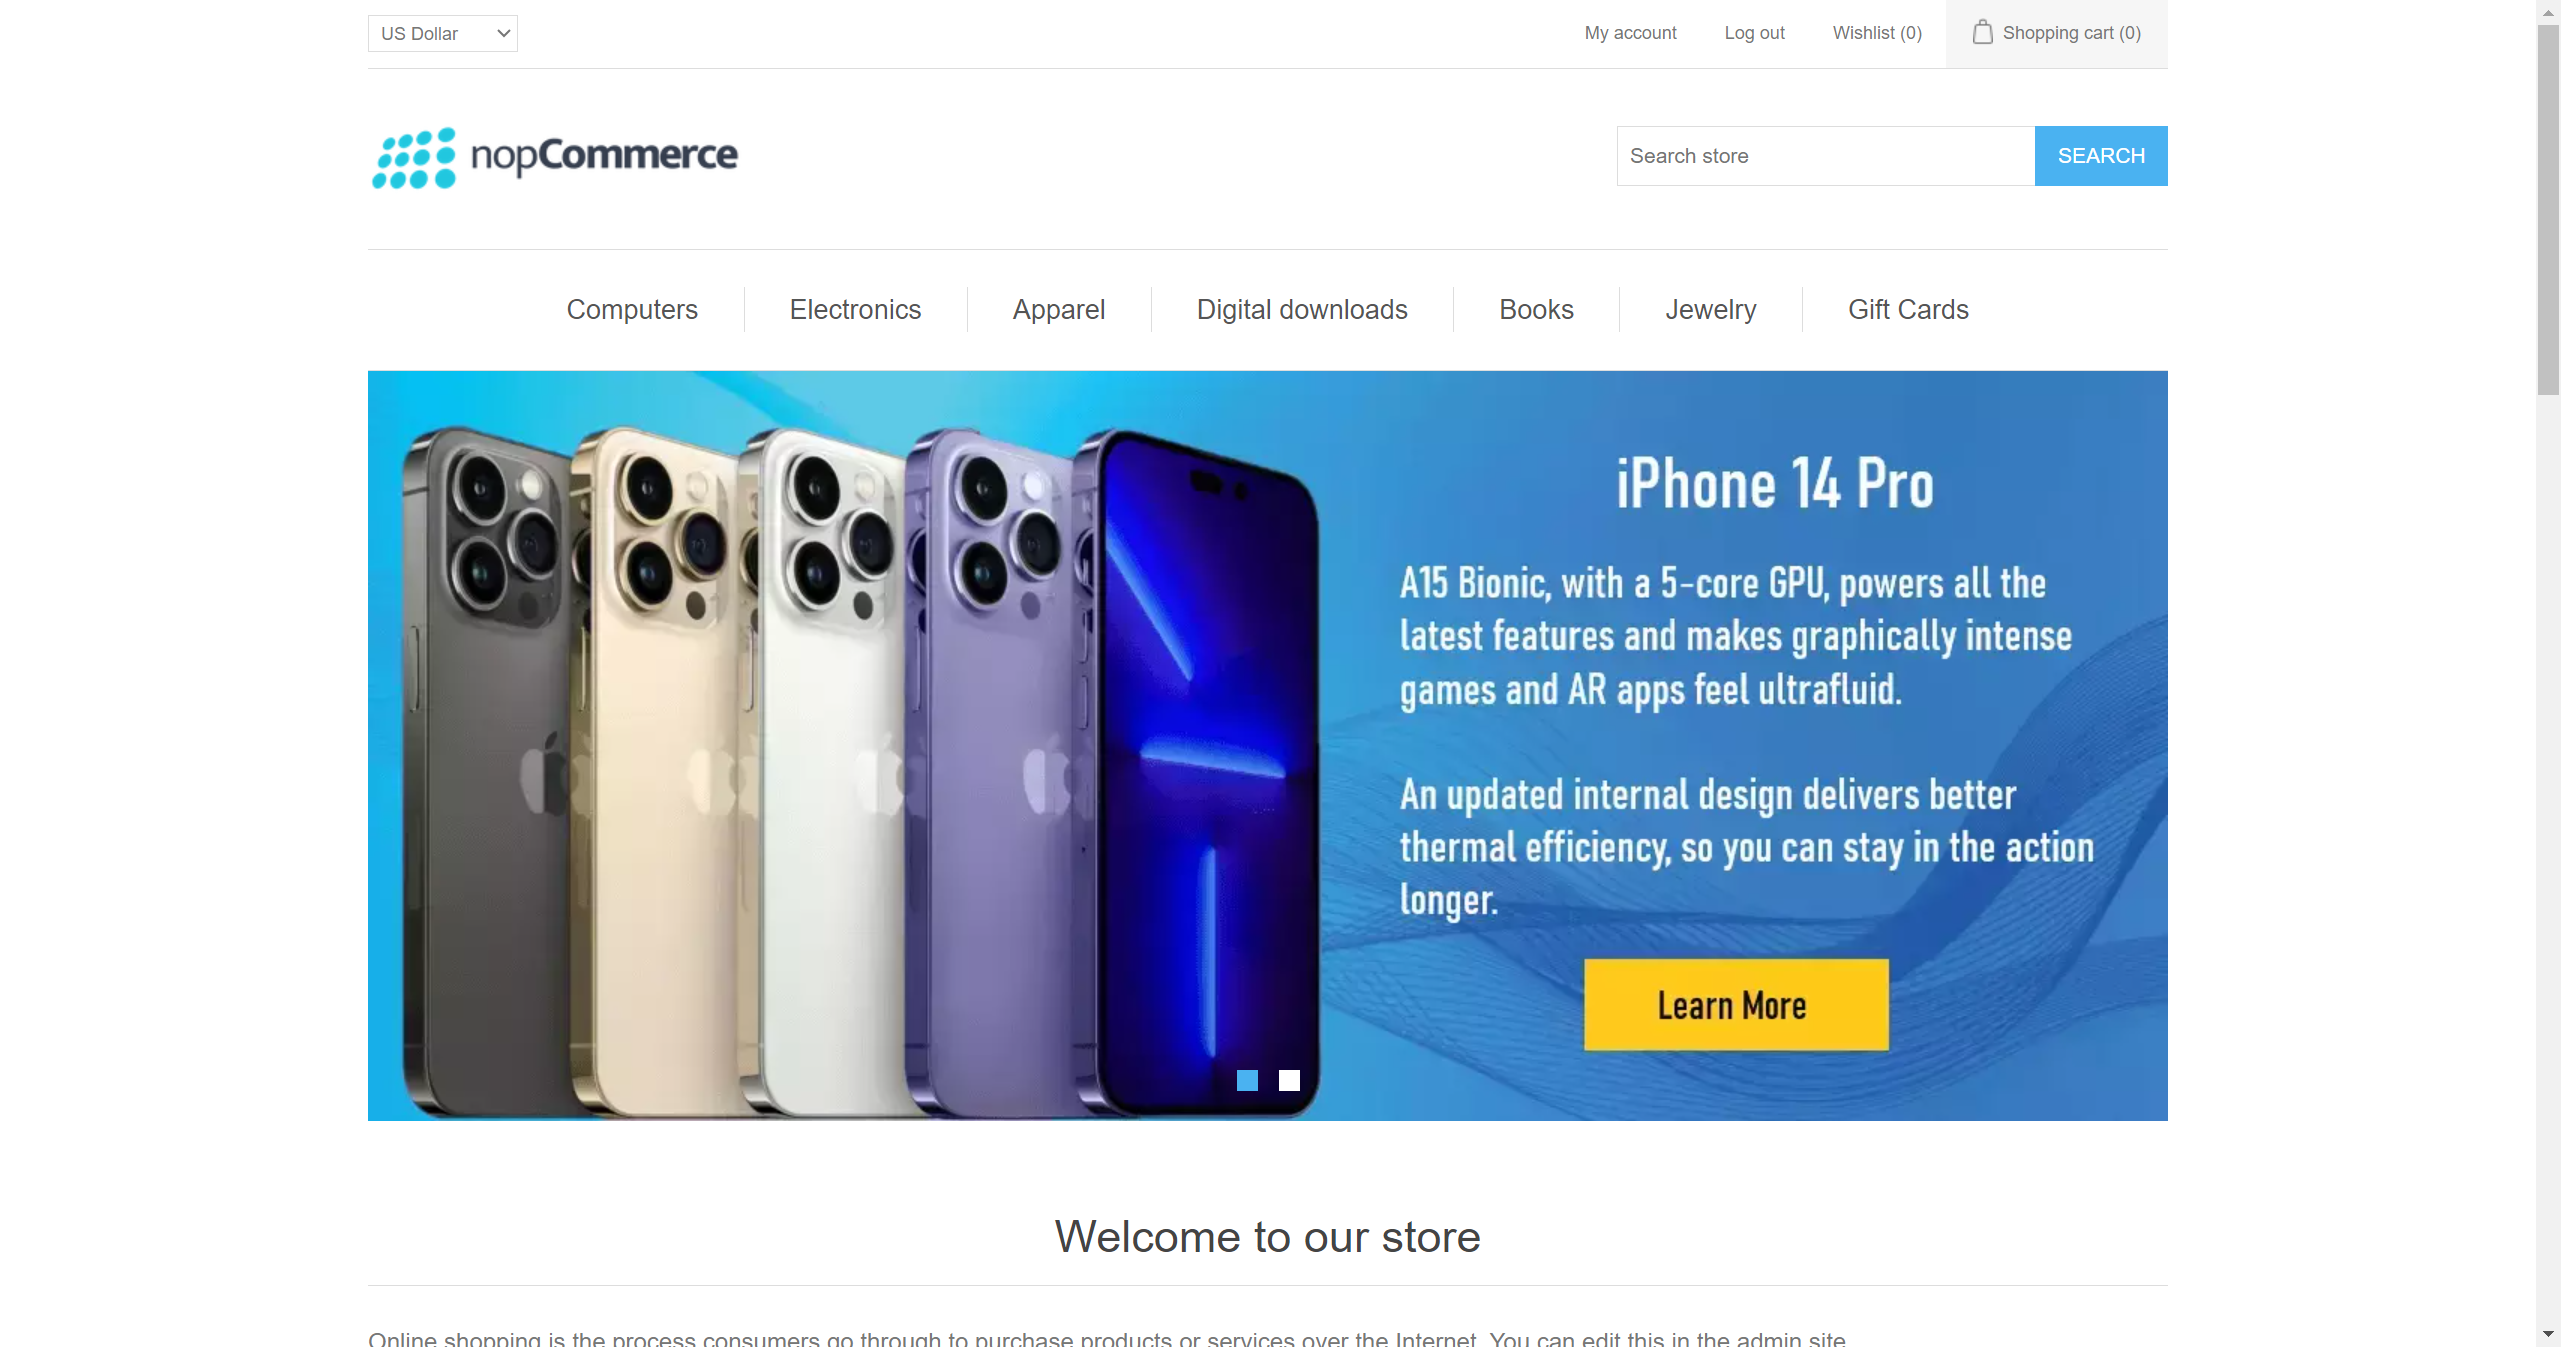 US Dollar
My account
Log out
Wishlist (0)
Shopping cart (0)
nopCommerce
Search store
SEARCH
Computers
Electronics
Apparel
Digital downloads
Books
Jewelry
Gift Cards
iPhone 14 Pro
A15 Bionic, with a 5-core GPU, powers all the
latest features and makes graphically intense
games and AR apps feel ultrafluid.
An updated internal design delivers better
thermal efficiency, so you can stay in the action
longer.
Learn More
Welcome to our store
Online shopping is the process consumers go through to purchase products or services over the Internet. You can edit this in the admin site.